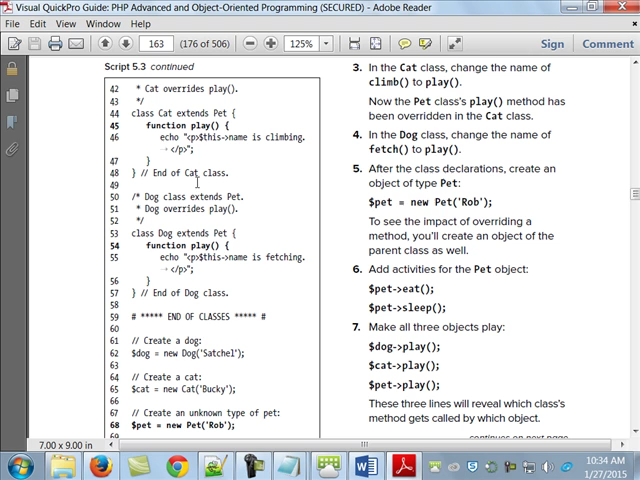 Visual QuickPro Guide: PHP Advanced and Object-Oriented Programming (SECURED) - Adobe Reader
File Edit View Window Help
163 (176 of 506) 125% Sign Comment
Script 5.3 continued
42 * Cat overrides play().
43 */
44 class Cat extends Pet {
45 function play() {
46 echo "<p>$this->name is climbing.
→ </p>";
47 }
48 } // End of Cat class.
49
50 /* Dog class extends Pet.
51 * Dog overrides play().
52 */
53 class Dog extends Pet {
54 function play() {
55 echo "<p>$this->name is fetching.
→ </p>";
56 }
57 } // End of Dog class.
58
59 # ***** END OF CLASSES ***** #
60
61 // Create a dog:
62 $dog = new Dog('Satchel');
63
64 // Create a cat:
65 $cat = new Cat('Bucky');
66
67 // Create an unknown type of pet:
68 $pet = new Pet('Rob');
69
3. In the Cat class, change the name of
climb() to play().
Now the Pet class's play() method has
been overridden in the Cat class.
4. In the Dog class, change the name of
fetch() to play().
5. After the class declarations, create an
object of type Pet:
$pet = new Pet('Rob');
To see the impact of overriding a
method, you'll create an object of the
parent class as well.
6. Add activities for the Pet object:
$pet->eat();
$pet->sleep();
7. Make all three objects play:
$dog->play();
$cat->play();
$pet->play();
These three lines will reveal which class's
method gets called by which object.
continues on next page
7.00 x 9.00 in
10:34 AM
1/27/2015